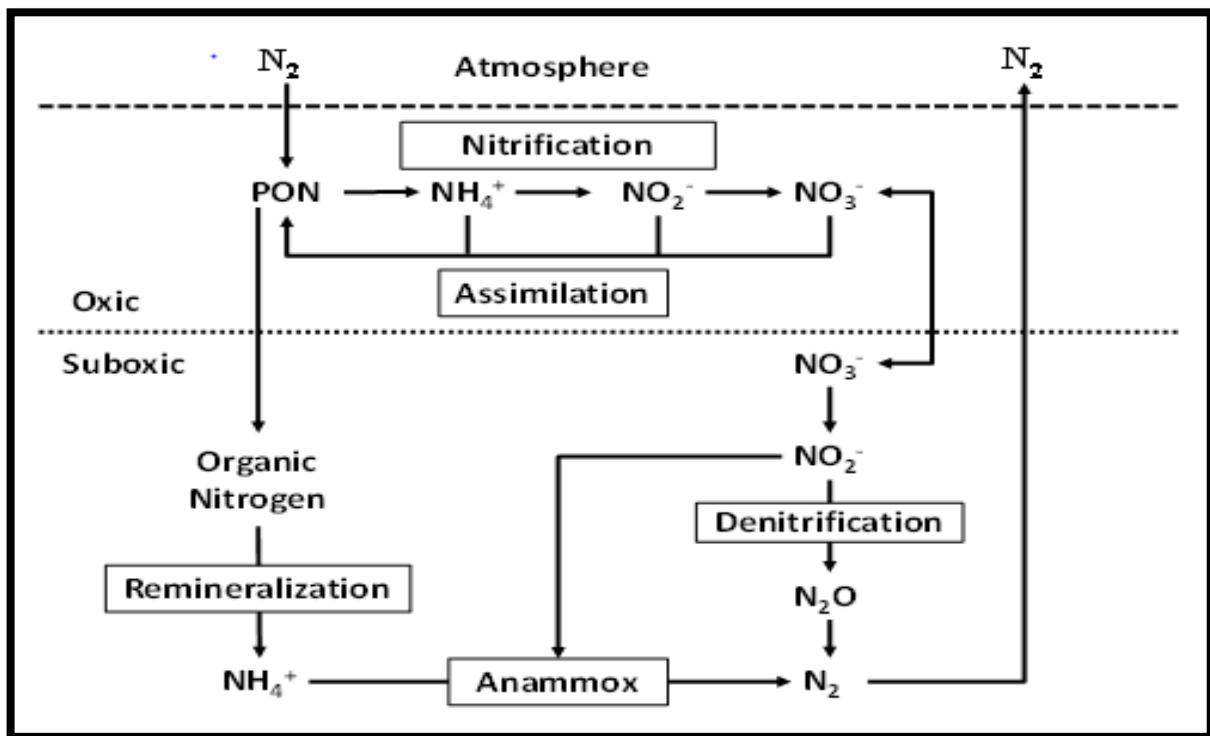 N₂ Atmosphere N₂
Nitrification
PON NH₄⁺ NO₂⁻ NO₃⁻
Assimilation
Oxic
Suboxic
NO₃⁻
Organic
Nitrogen
NO₂⁻
Denitrification
Remineralization
N₂O
NH₄⁺ Anammox N₂